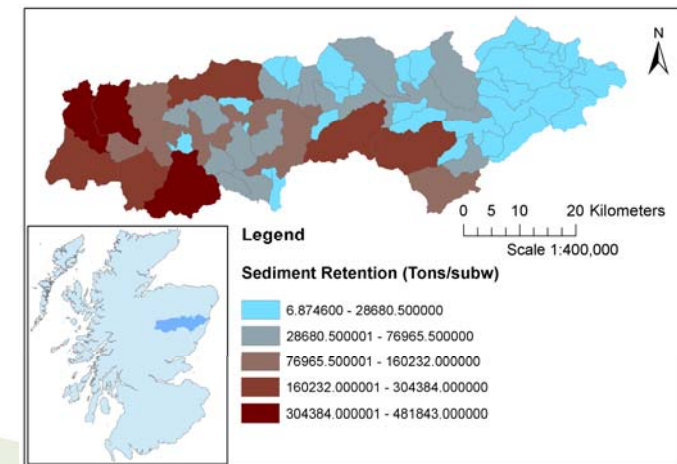 N
0 5 10 20 Kilometers
Scale 1:400,000
Legend
Sediment Retention (Tons/subw)
6.874600 - 28680.500000
28680.500001 - 76965.500000
76965.500001 - 160232.000000
160232.000001 - 304384.000000
304384.000001 - 481843.000000